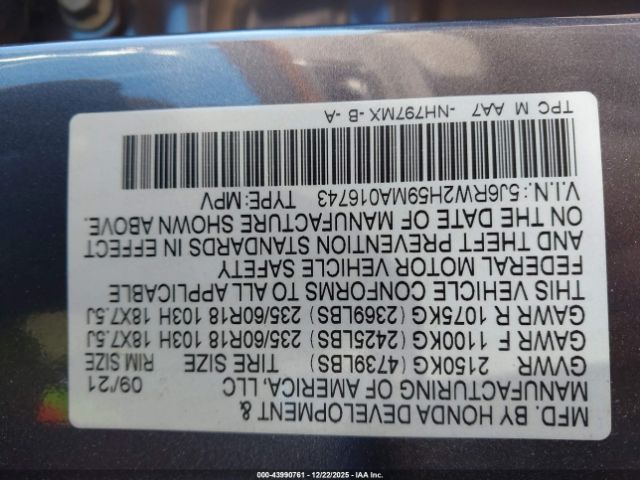 MFD. BY HONDA DEVELOPMENT &
MANUFACTURING OF AMERICA, LLC 09/21
GVWR 2150KG (4739LBS) TIRE SIZE RIM SIZE
GAWR F 1100KG (2425LBS) 235/60R18 103H 18X7.5J
GAWR R 1075KG (2369LBS) 235/60R18 103H 18X7.5J
THIS VEHICLE CONFORMS TO ALL APPLICABLE
FEDERAL MOTOR VEHICLE SAFETY
AND THEFT PREVENTION STANDARDS IN EFFECT
ON THE DATE OF MANUFACTURE SHOWN ABOVE.
V.I.N.: 5J6RW2H59MA016743 TYPE:MPV
TPC M AA7 -NH797MX -B -A
000-43990761 - 12/22/2025 - IAAI.COM